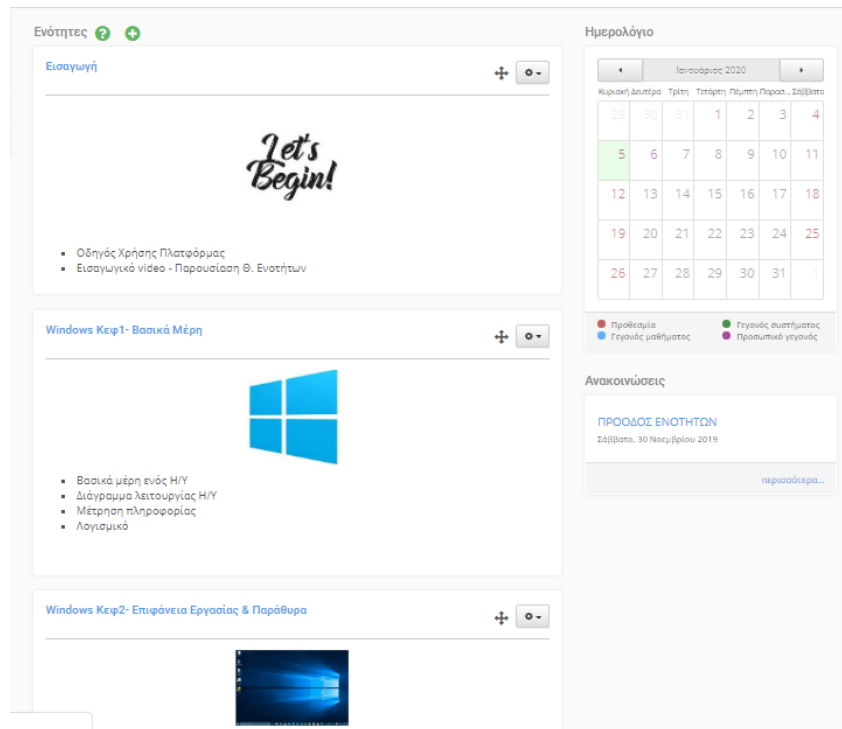 Ενότητες
Εισαγωγή
Let's
Begin!
Οδηγός Χρήσης Πλατφόρμας
Εισαγωγικό video - Παρουσίαση Θ. Ενοτήτων
Windows Κεφ1- Βασικά Μέρη
Βασικά μέρη ενός Η/Υ
Διάγραμμα λειτουργίας Η/Υ
Μέτρηση πληροφορίας
Λογισμικό
Windows Κεφ2- Επιφάνεια Εργασίας & Παράθυρα
Ημερολόγιο
Ιανουάριος 2020
Κυριακή Δευτέρα Τρίτη Τετάρτη Πέμπτη Παρασ... Σάββατο
29 30 31 1 2 3 4
5 6 7 8 9 10 11
12 13 14 15 16 17 18
19 20 21 22 23 24 25
26 27 28 29 30 31 1
Προθεσμία Γεγονός συστήματος
Γεγονός μαθήματος Προσωπικό γεγονός
Ανακοινώσεις
ΠΡΟΟΔΟΣ ΕΝΟΤΗΤΩΝ
Σάββατο, 30 Νοεμβρίου 2019
περισσότερα...